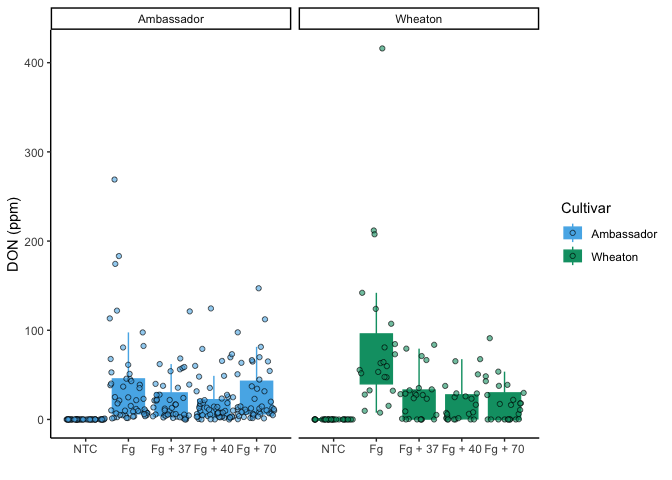 Ambassador
Wheaton
DON (ppm)
400
300
200
100
0
NTC
Fg
Fg + 37
Fg + 40
Fg + 70
NTC
Fg
Fg + 37
Fg + 40
Fg + 70
Cultivar
Ambassador
Wheaton